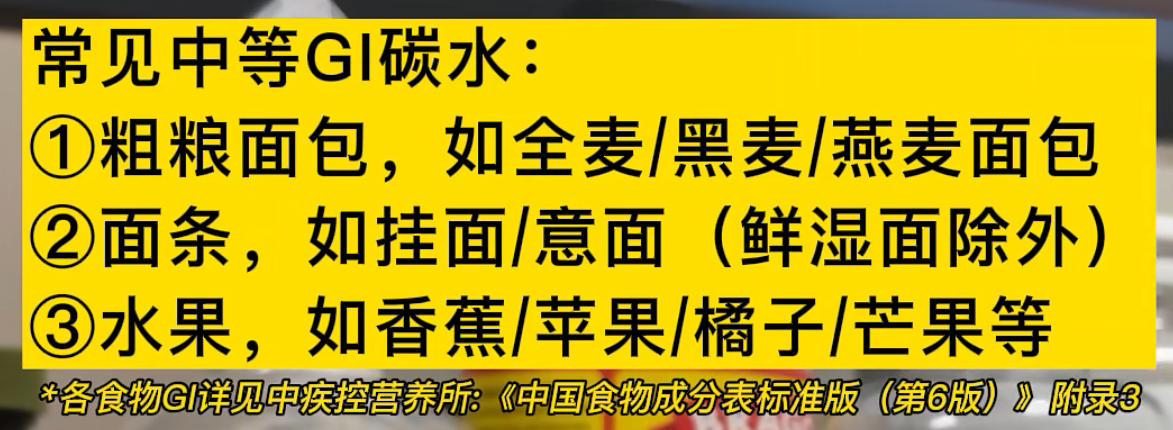 常见中等GI碳水：
①粗粮面包，如全麦/黑麦/燕麦面包
②面条，如挂面/意面（鲜湿面除外）
③水果，如香蕉/苹果/橘子/芒果等
*各食物GI详见中疾控营养所:《中国食物成分表标准版（第6版）》附录3